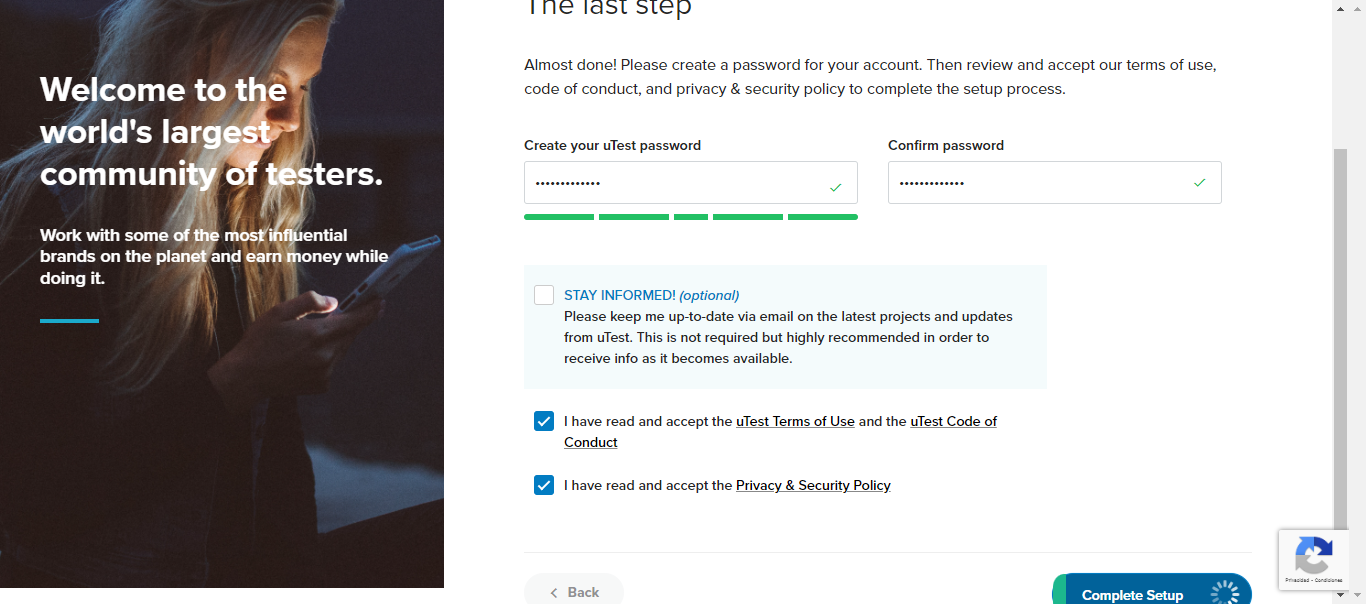 The last step
Welcome to the
world's largest
community of testers.
Work with some of the most influential
brands on the planet and earn money while
doing it.
Almost done! Please create a password for your account. Then review and accept our terms of use,
code of conduct, and privacy & security policy to complete the setup process.
Create your uTest password
Confirm password
•••••••••••••
•••••••••••••
STAY INFORMED! (optional)
Please keep me up-to-date via email on the latest projects and updates
from uTest. This is not required but highly recommended in order to
receive info as it becomes available.
I have read and accept the uTest Terms of Use and the uTest Code of
Conduct
I have read and accept the Privacy & Security Policy
Back
Complete Setup
Privacidad - Condiciones